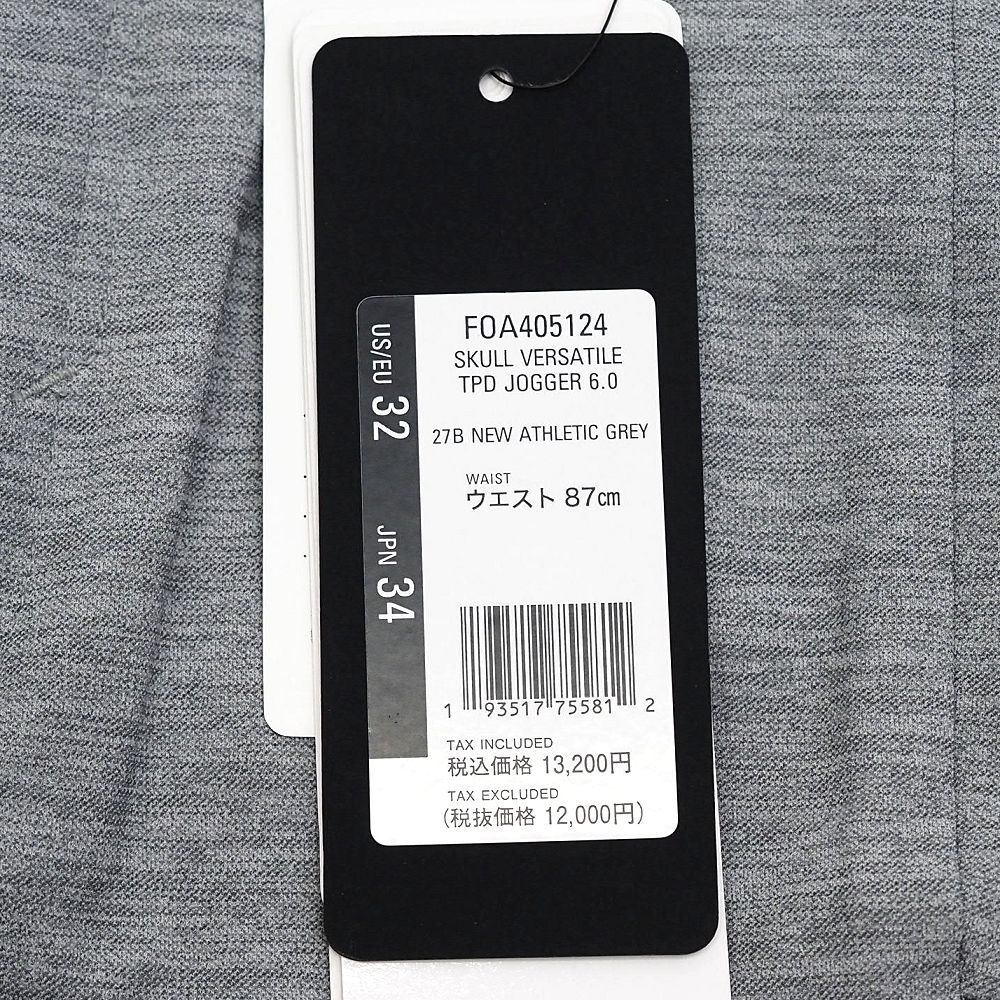 FOA405124
SKULL VERSATILE
TPD JOGGER 6.0
27B NEW ATHLETIC GREY
WAIST
ウエスト 87cm
US/EU 32
JPN 34
1 93517 75581 2
TAX INCLUDED
税込価格 13,200円
TAX EXCLUDED
(税抜価格 12,000円)